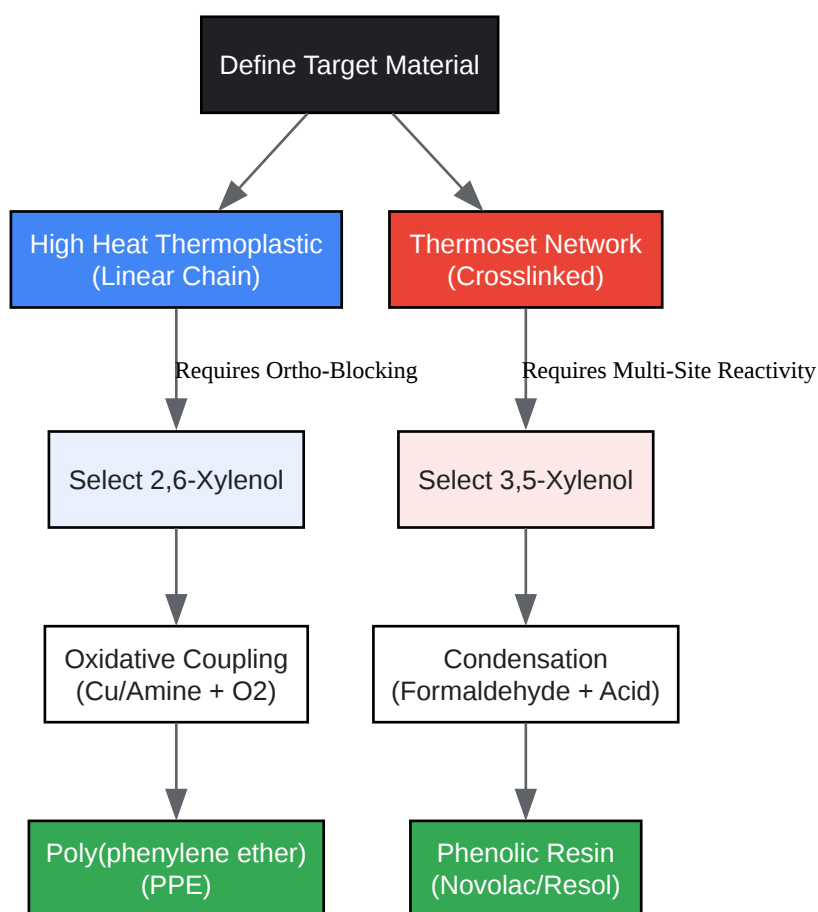 Define Target Material
High Heat Thermoplastic
(Linear Chain)
Thermoset Network
(Crosslinked)
Requires Ortho-Blocking
Requires Multi-Site Reactivity
Select 2,6-Xylenol
Select 3,5-Xylenol
Oxidative Coupling
(Cu/Amine + O2)
Condensation
(Formaldehyde + Acid)
Poly(phenylene ether)
(PPE)
Phenolic Resin
(Novolac/Resol)